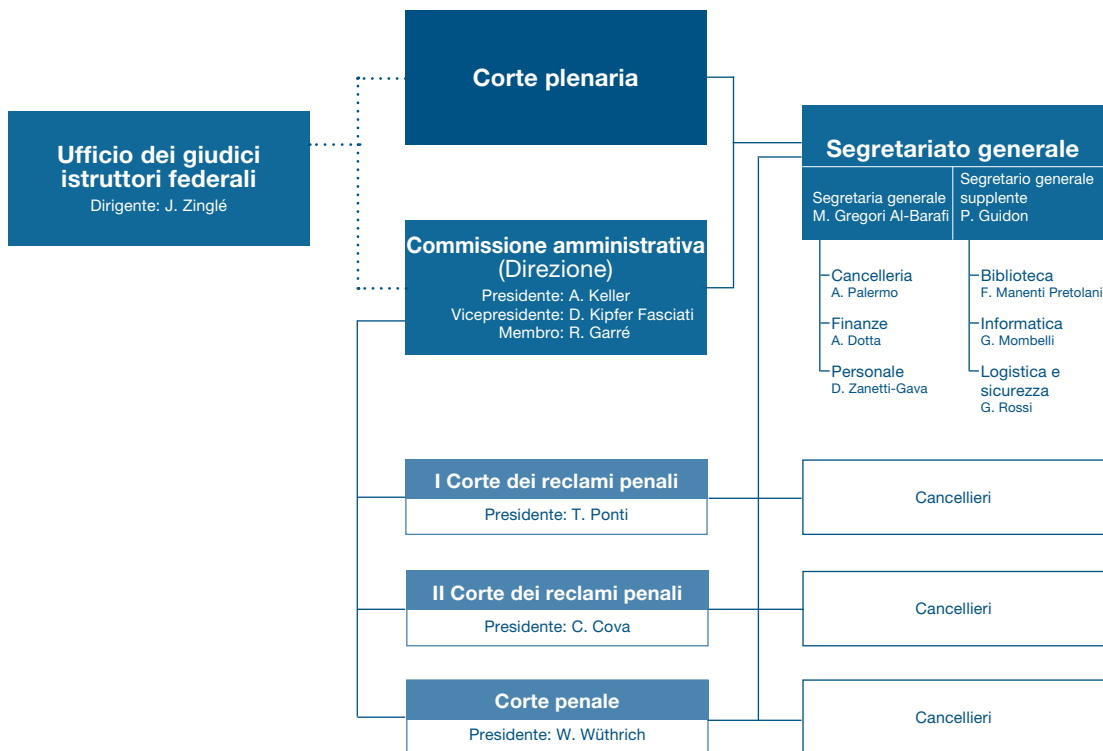 Corte plenaria
Ufficio dei giudici
istruttori federali
Dirigente: J. Zinglé
Commissione amministrativa
(Direzione)
Presidente: A. Keller
Vicepresidente: D. Kipfer Fasciati
Membro: R. Garré
Segretariato generale
Segretaria generale
M. Gregori Al-Barafi
Segretario generale
supplente
P. Guidon
Cancelleria
A. Palermo
Finanze
A. Dotta
Personale
D. Zanetti-Gava
Biblioteca
F. Manenti Pretolani
Informatica
G. Mombelli
Logistica e
sicurezza
G. Rossi
I Corte dei reclami penali
Presidente: T. Ponti
Cancellieri
II Corte dei reclami penali
Presidente: C. Cova
Cancellieri
Corte penale
Presidente: W. Wüthrich
Cancellieri